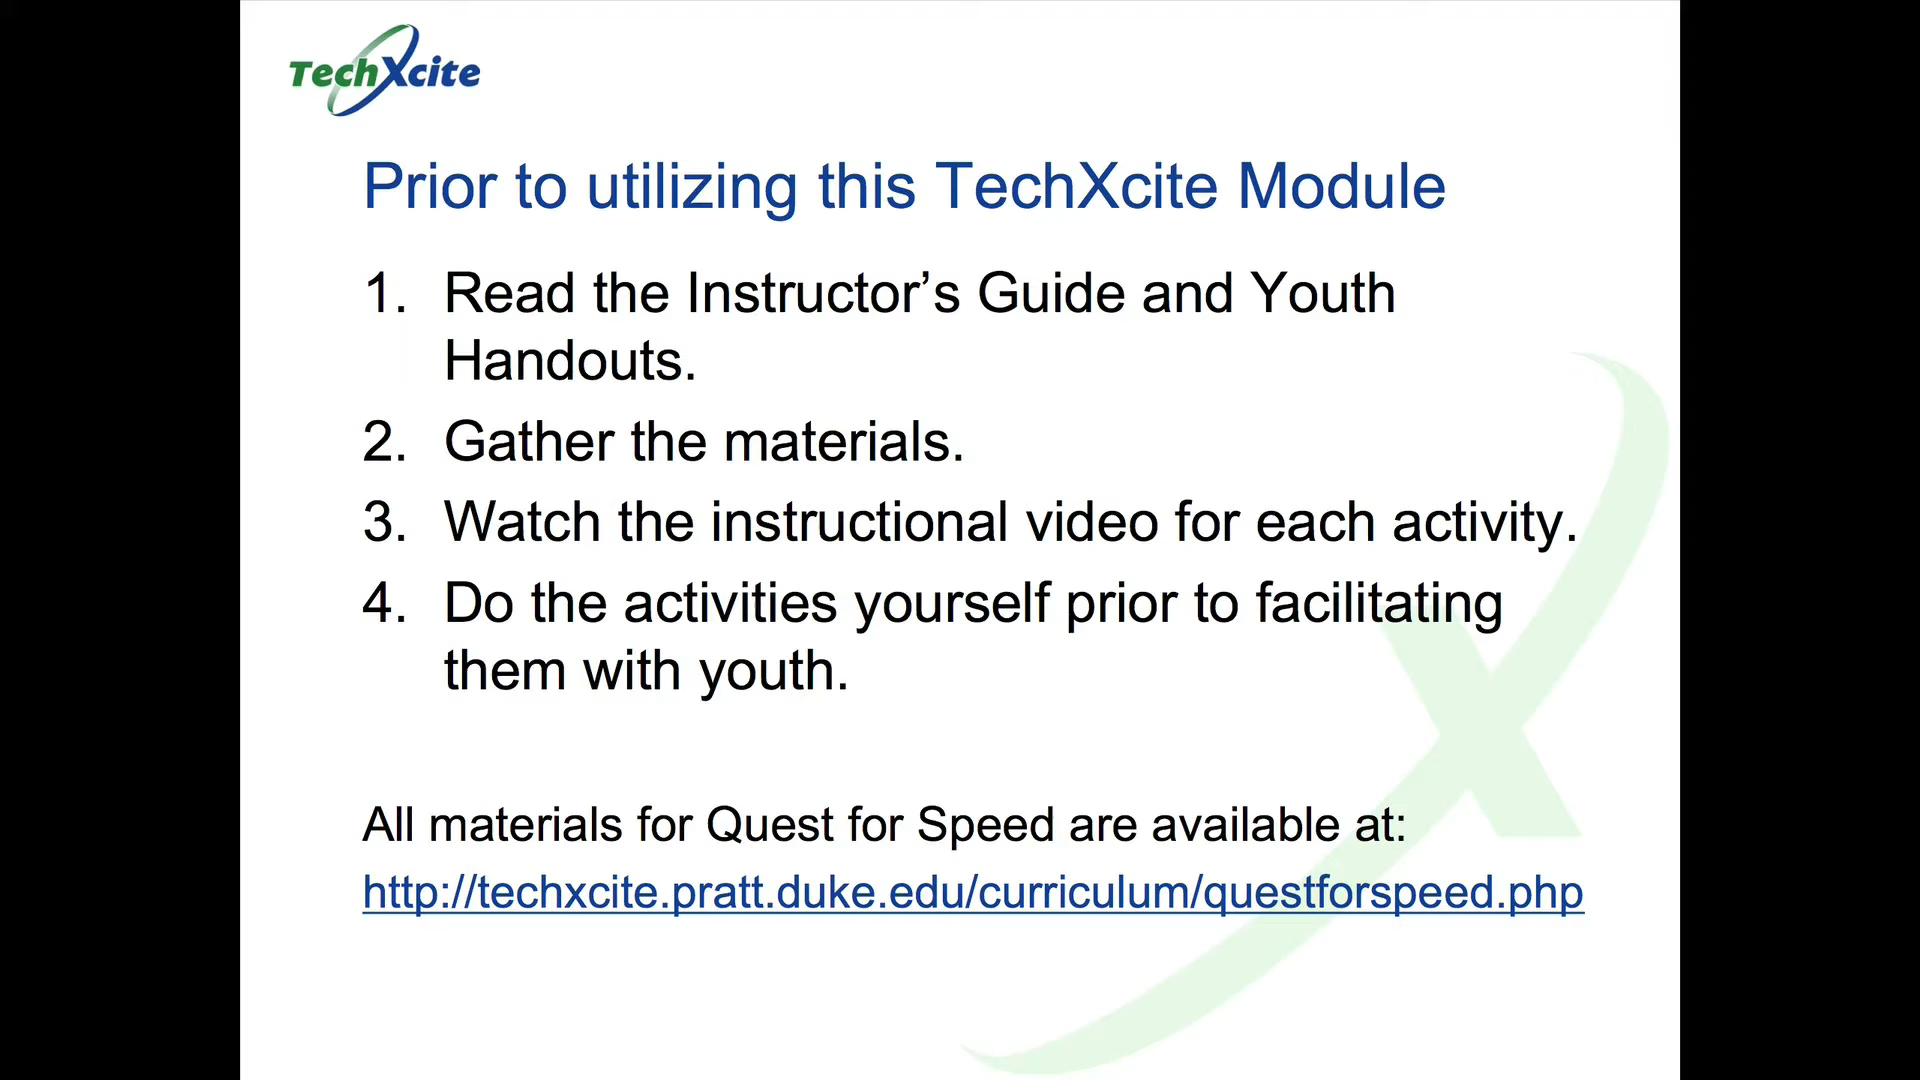 TechXcite
Prior to utilizing this TechXcite Module
1. Read the Instructor’s Guide and Youth
Handouts.
2. Gather the materials.
3. Watch the instructional video for each activity.
4. Do the activities yourself prior to facilitating
them with youth.
All materials for Quest for Speed are available at:
http://techxcite.pratt.duke.edu/curriculum/questforspeed.php